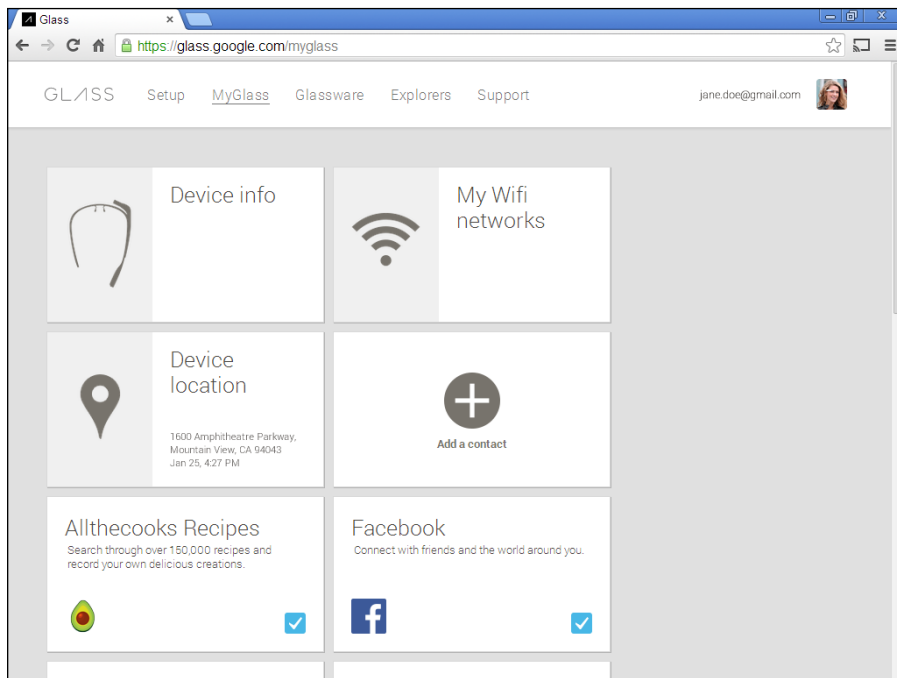 Glass
https://glass.google.com/myglass
GLASS Setup MyGlass Glassware Explorers Support jane.doe@gmail.com
Device info
My Wifi
networks
Device
location
1600 Amphitheatre Parkway,
Mountain View, CA 94043
Jan 25, 4:27 PM
Add a contact
Allthecooks Recipes
Search through over 150,000 recipes and
record your own delicious creations.
Facebook
Connect with friends and the world around you.
f